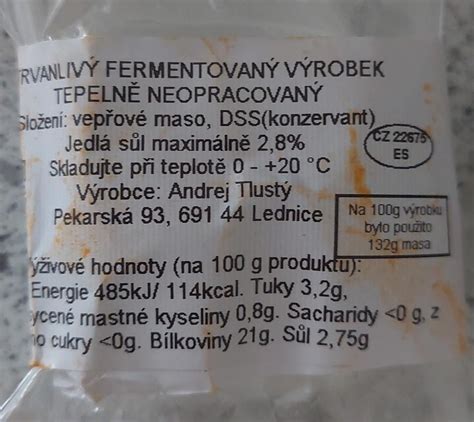 RVANLIVÝ FERMENTOVANÝ VÝROBEK
TEPELNĚ NEOPRACOVANÝ
Složení: vepřové maso, DSS(konzervant)
Jedlá sůl maximálně 2,8%
CZ 22675
ES
Skladujte při teplotě 0 - +20 °C
Výrobce: Andrej Tlustý
Pekarská 93, 691 44 Lednice
Na 100g výrobku
bylo použito
132g masa
ýživové hodnoty (na 100 g produktu):
Energie 485kJ/ 114kcal. Tuky 3,2g,
ycené mastné kyseliny 0,8g. Sacharidy <0 g, z
ho cukry <0g. Bílkoviny 21g. Sůl 2,75g